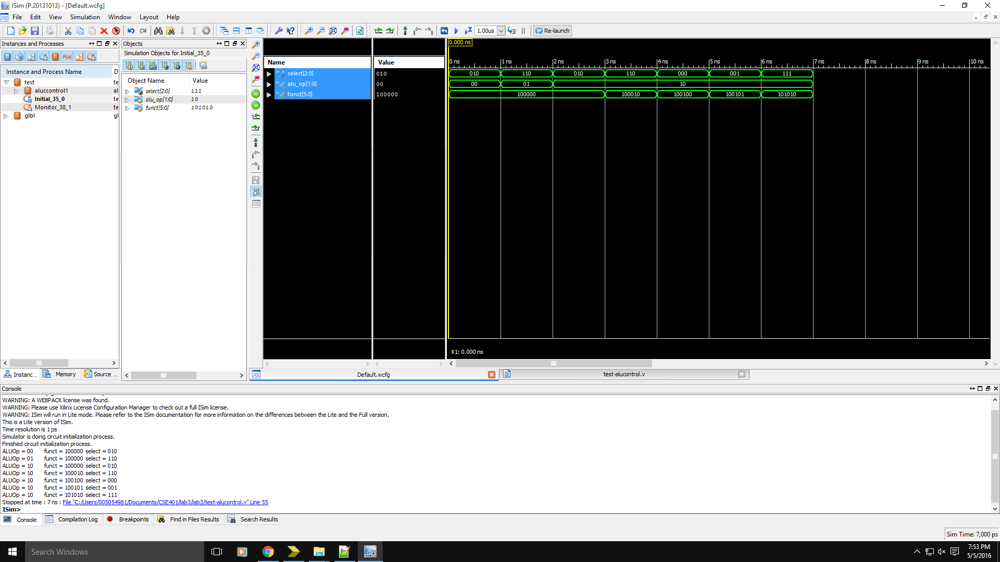 ISim (P.20131013) - [Default.wcfg]
File Edit View Simulation Window Layout Help
1.00us Re-launch
Instances and Processes
Instance and Process Name D
test te
aluccontrol1 al
Initial_35_0 te
Monitor_38_1 te
glbl gl
Instanc... Memory Source ...
Objects
Simulation Objects for Initial_35_0
Object Name Value
select[2:0] 111
alu_op[1:0] 10
funct[5:0] 101010
Name Value
select[2:0] 010
alu_op[1:0] 00
funct[5:0] 100000
0.000 ns
0 ns 1 ns 2 ns 3 ns 4 ns 5 ns 6 ns 7 ns 8 ns 9 ns 10 ns
010 110 010 110 000 001 111
00 01 10
100000 100010 100100 100101 101010
X1: 0.000 ns
Default.wcfg test-alucontrol.v
Console
WARNING: A WEBPACK license was found.
WARNING: Please use Xilinx License Configuration Manager to check out a full ISim license.
WARNING: ISim will run in Lite mode. Please refer to the ISim documentation for more information on the differences between the Lite and the Full version.
This is a Lite version of ISim.
Time resolution is 1 ps
Simulator is doing circuit initialization process.
Finished circuit initialization process.
ALUOp = 00 funct = 100000 select = 010
ALUOp = 01 funct = 100000 select = 110
ALUOp = 10 funct = 100000 select = 010
ALUOp = 10 funct = 100010 select = 110
ALUOp = 10 funct = 100100 select = 000
ALUOp = 10 funct = 100101 select = 001
ALUOp = 10 funct = 101010 select = 111
Stopped at time : 7 ns : File "C:/Users/005054981/Documents/CSE401/lab3/lab3/test-alucontrol.v" Line 55
ISim>
Console Compilation Log Breakpoints Find in Files Results Search Results
Sim Time: 7,000 ps
Search Windows
7:53 PM
5/5/2016